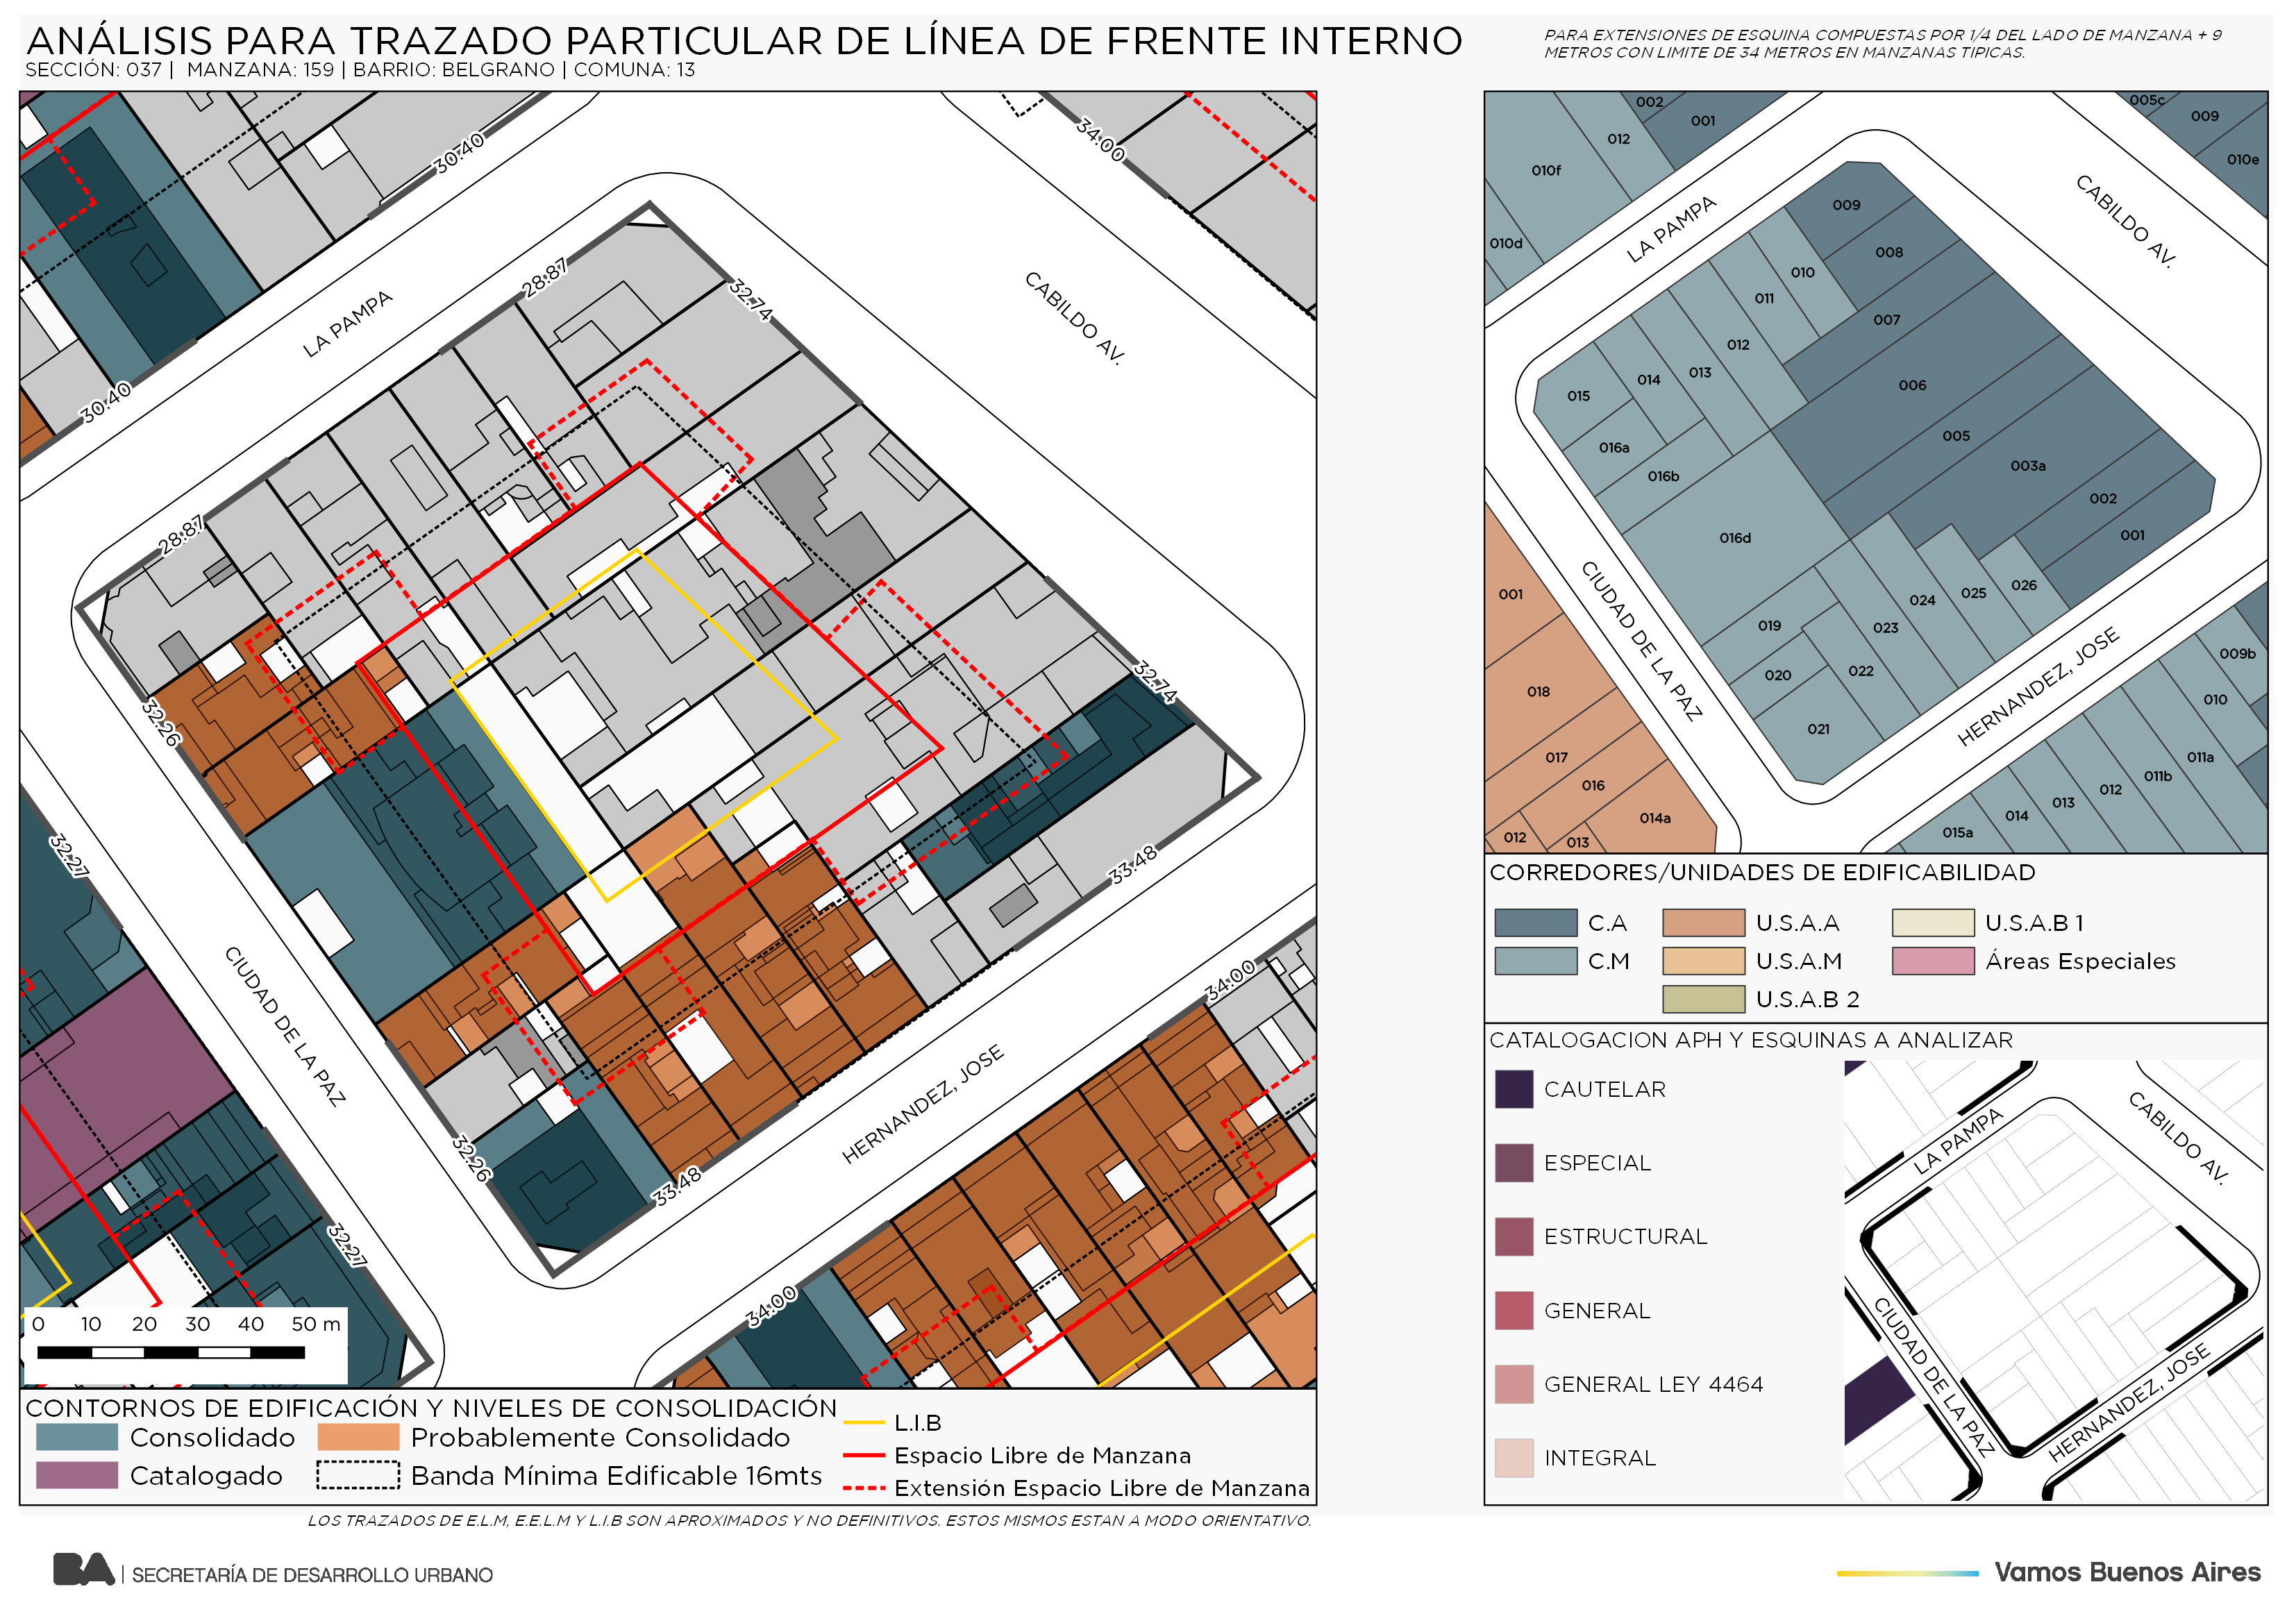 ANÁLISIS PARA TRAZADO PARTICULAR DE LÍNEA DE FRENTE INTERNO
SECCIÓN: 037 | MANZANA: 159 | BARRIO: BELGRANO | COMUNA: 13
PARA EXTENSIONES DE ESQUINA COMPUESTAS POR 1/4 DEL LADO DE MANZANA + 9
METROS CON LIMITE DE 34 METROS EN MANZANAS TIPICAS.
30.40
34:00
LA PAMPA
28:87
32.74
CABILDO AV.
30:40
28:87
32.26
32.74
32:27
33:48
CIUDAD DE LA PAZ
34:00
HERNANDEZ, JOSE
32.26
33:48
32:27
34:00
0 10 20 30 40 50 m
CONTORNOS DE EDIFICACIÓN Y NIVELES DE CONSOLIDACIÓN
Consolidado
Probablemente Consolidado
Catalogado
Banda Mínima Edificable 16mts
L.I.B
Espacio Libre de Manzana
Extensión Espacio Libre de Manzana
LOS TRAZADOS DE E.L.M, E.E.L.M Y L.I.B SON APROXIMADOS Y NO DEFINITIVOS. ESTOS MISMOS ESTAN A MODO ORIENTATIVO.
002
001
012
010f
010d
005c
009
010e
LA PAMPA
CABILDO AV.
009
008
010
011
007
012
013
014
015
006
016a
016b
005
003a
002
001
016d
026
025
024
023
019
022
020
021
CIUDAD DE LA PAZ
HERNANDEZ, JOSE
001
018
017
016
014a
012
013
009b
010
011a
011b
012
013
014
015a
CORREDORES/UNIDADES DE EDIFICABILIDAD
C.A
U.S.A.A
U.S.A.B 1
C.M
U.S.A.M
Áreas Especiales
U.S.A.B 2
CATALOGACION APH Y ESQUINAS A ANALIZAR
CAUTELAR
ESPECIAL
ESTRUCTURAL
GENERAL
GENERAL LEY 4464
INTEGRAL
LA PAMPA
CABILDO AV.
CIUDAD DE LA PAZ
HERNANDEZ, JOSE
BA | SECRETARÍA DE DESARROLLO URBANO
Vamos Buenos Aires